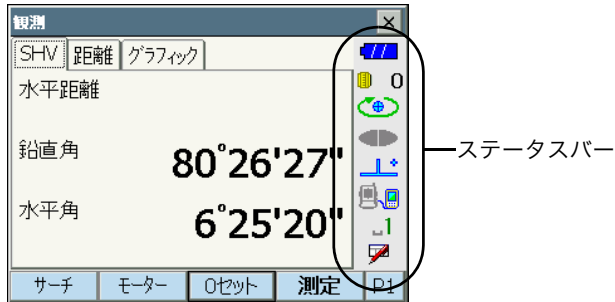 観測
SHV 距離 グラフィック
水平距離
0
鉛直角 80°26'27"
ステータスバー
水平角 6°25'20"
1
サーチ モーター 0セット 測定 P1